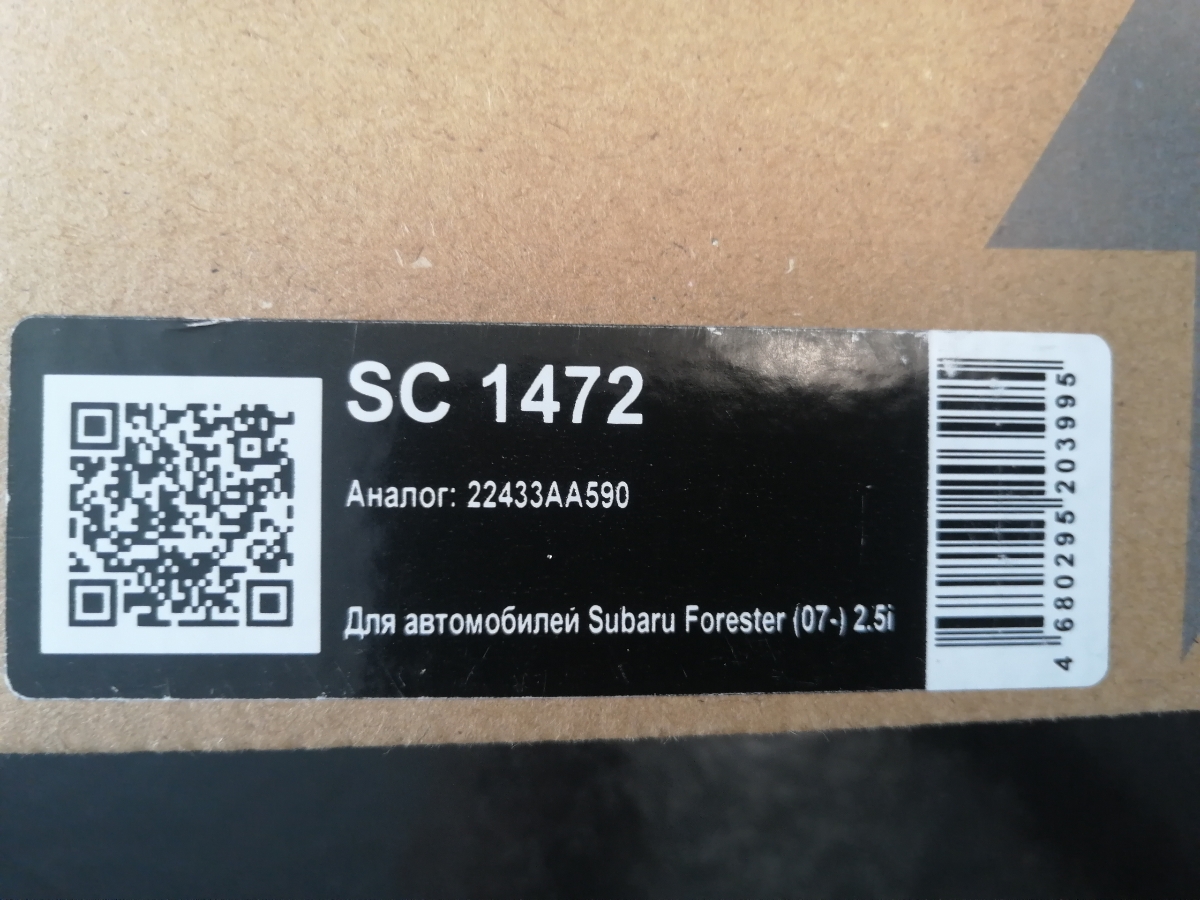 SC 1472
Аналог: 22433AA590
Для автомобилей Subaru Forester (07-) 2.5i
4 680295 203995